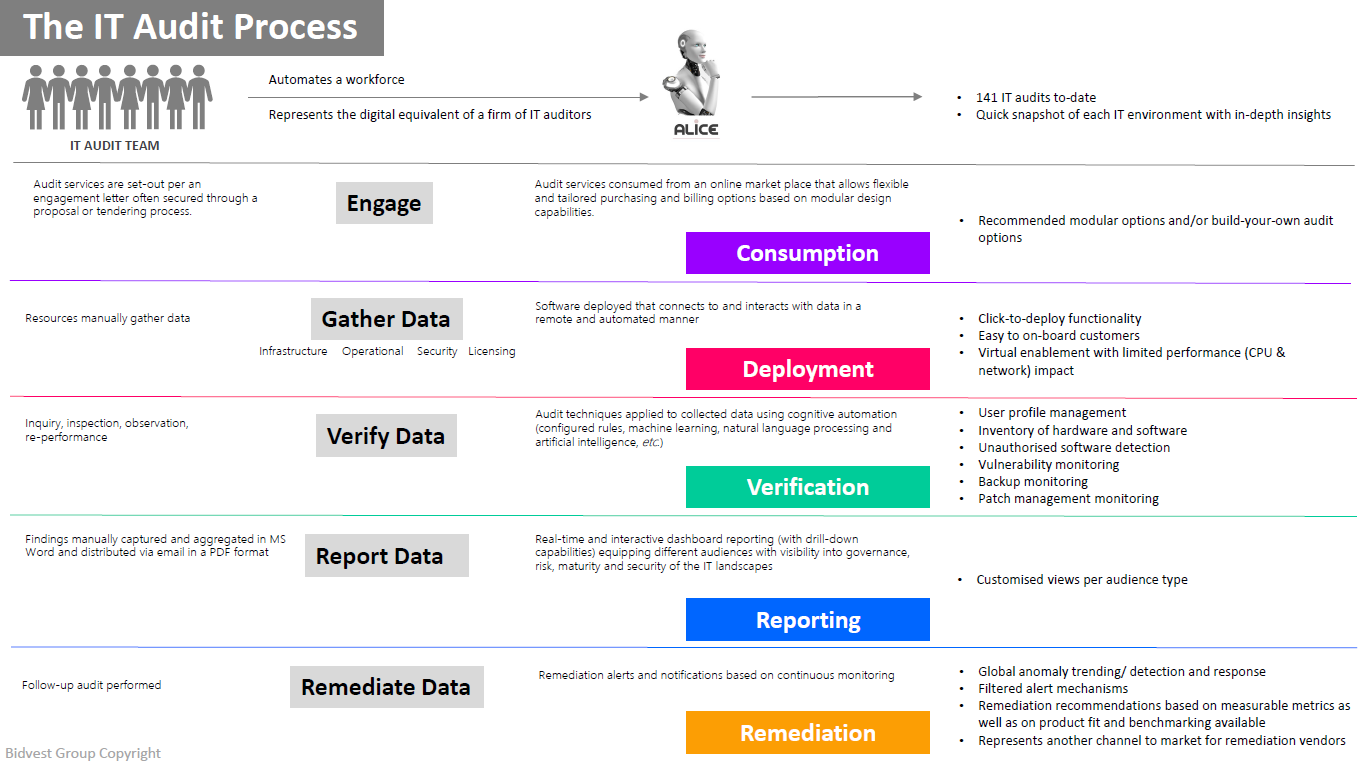 The IT Audit Process
IT AUDIT TEAM
Automates a workforce
Represents the digital equivalent of a firm of IT auditors
ALICE
• 141 IT audits to-date
• Quick snapshot of each IT environment with in-depth insights
Audit services are set-out per an
engagement letter often secured through a
proposal or tendering process.
Engage
Audit services consumed from an online market place that allows flexible
and tailored purchasing and billing options based on modular design
capabilities.
Consumption
• Recommended modular options and/or build-your-own audit
options
Resources manually gather data
Gather Data
Infrastructure Operational Security Licensing
Software deployed that connects to and interacts with data in a
remote and automated manner
Deployment
• Click-to-deploy functionality
• Easy to on-board customers
• Virtual enablement with limited performance (CPU &
network) impact
Inquiry, inspection, observation,
re-performance
Verify Data
Audit techniques applied to collected data using cognitive automation
(configured rules, machine learning, natural language processing and
artificial intelligence, etc.)
Verification
• User profile management
• Inventory of hardware and software
• Unauthorised software detection
• Vulnerability monitoring
• Backup monitoring
• Patch management monitoring
Findings manually captured and aggregated in MS
Word and distributed via email in a PDF format
Report Data
Real-time and interactive dashboard reporting (with drill-down
capabilities) equipping different audiences with visibility into governance,
risk, maturity and security of the IT landscapes
Reporting
• Customised views per audience type
Follow-up audit performed
Remediate Data
Remediation alerts and notifications based on continuous monitoring
Remediation
• Global anomaly trending/ detection and response
• Filtered alert mechanisms
• Remediation recommendations based on measurable metrics as
well as on product fit and benchmarking available
• Represents another channel to market for remediation vendors
Bidvest Group Copyright